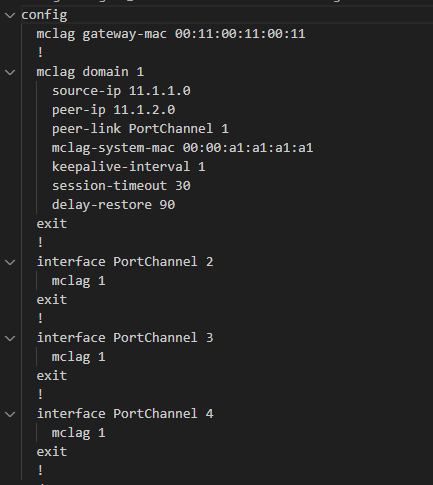 config
mclag gateway-mac 00:11:00:11:00:11
!
mclag domain 1
source-ip 11.1.1.0
peer-ip 11.1.2.0
peer-link PortChannel 1
mclag-system-mac 00:00:a1:a1:a1:a1
keepalive-interval 1
session-timeout 30
delay-restore 90
exit
!
interface PortChannel 2
mclag 1
exit
!
interface PortChannel 3
mclag 1
exit
!
interface PortChannel 4
mclag 1
exit
!